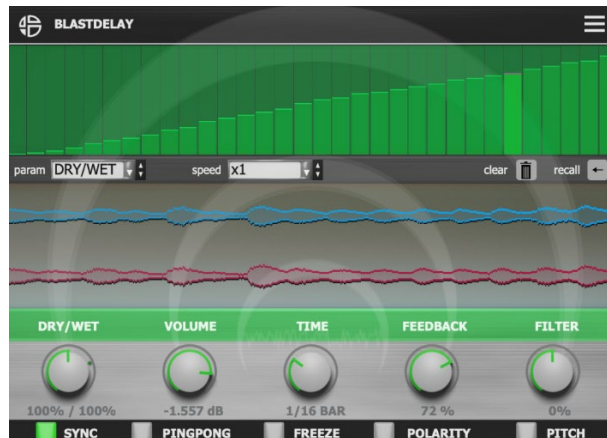 BLASTDELAY
param DRY/WET speed x1 clear recall
DRY/WET VOLUME TIME FEEDBACK FILTER
100% / 100% -1.557 dB 1/16 BAR 72 % 0%
SYNC PINGPONG FREEZE POLARITY PITCH